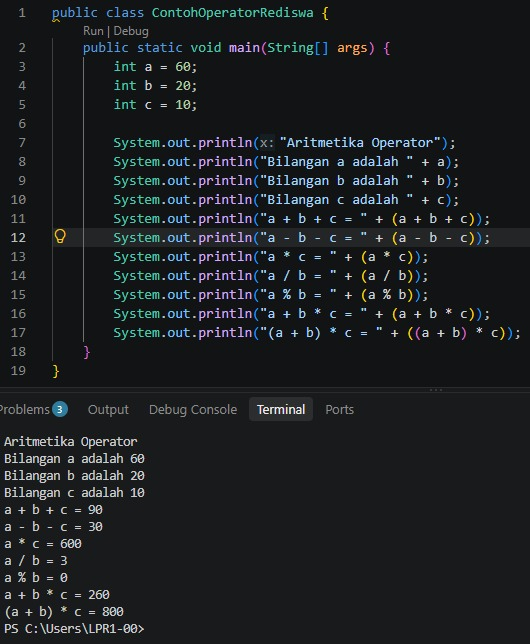 1 public class ContohOperatorRediswa {
Run | Debug
2 public static void main(String[] args) {
3 int a = 60;
4 int b = 20;
5 int c = 10;
6
7 System.out.println(x: "Aritmetika Operator");
8 System.out.println("Bilangan a adalah " + a);
9 System.out.println("Bilangan b adalah " + b);
10 System.out.println("Bilangan c adalah " + c);
11 System.out.println("a + b + c = " + (a + b + c));
12 System.out.println("a - b - c = " + (a - b - c));
13 System.out.println("a * c = " + (a * c));
14 System.out.println("a / b = " + (a / b));
15 System.out.println("a % b = " + (a % b));
16 System.out.println("a + b * c = " + (a + b * c));
17 System.out.println("(a + b) * c = " + ((a + b) * c));
18 }
19 }
Problems 3 Output Debug Console Terminal Ports
Aritmetika Operator
Bilangan a adalah 60
Bilangan b adalah 20
Bilangan c adalah 10
a + b + c = 90
a - b - c = 30
a * c = 600
a / b = 3
a % b = 0
a + b * c = 260
(a + b) * c = 800
PS C:\Users\LPR1-00>